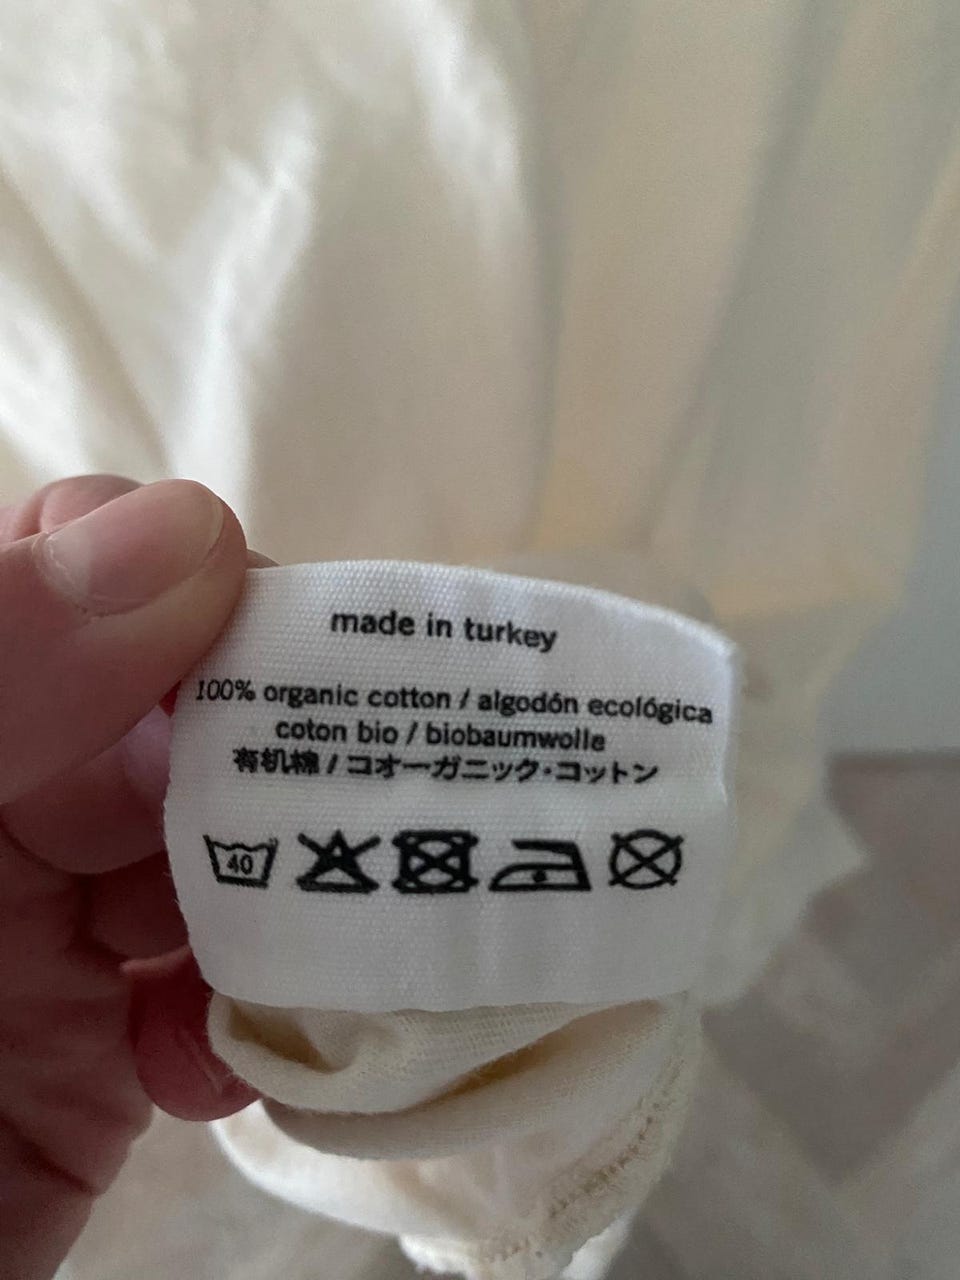 made in turkey
100% organic cotton / algodón ecológica
coton bio / biobaumwolle
有机棉 / コオーガニック・コットン
40